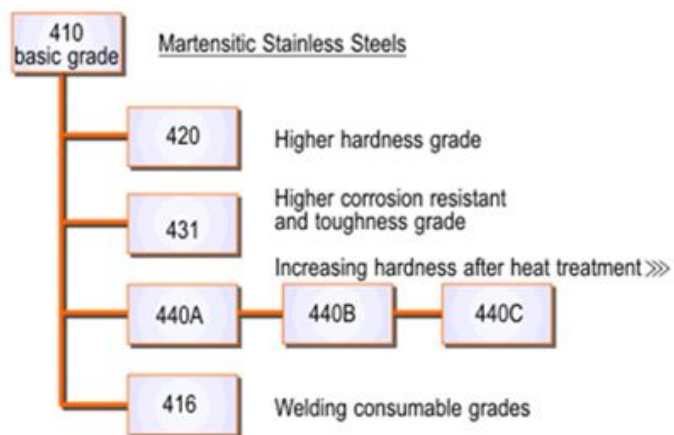 410
basic grade
Martensitic Stainless Steels
420
Higher hardness grade
431
Higher corrosion resistant
and toughness grade
Increasing hardness after heat treatment >>>
440A
440B
440C
416
Welding consumable grades